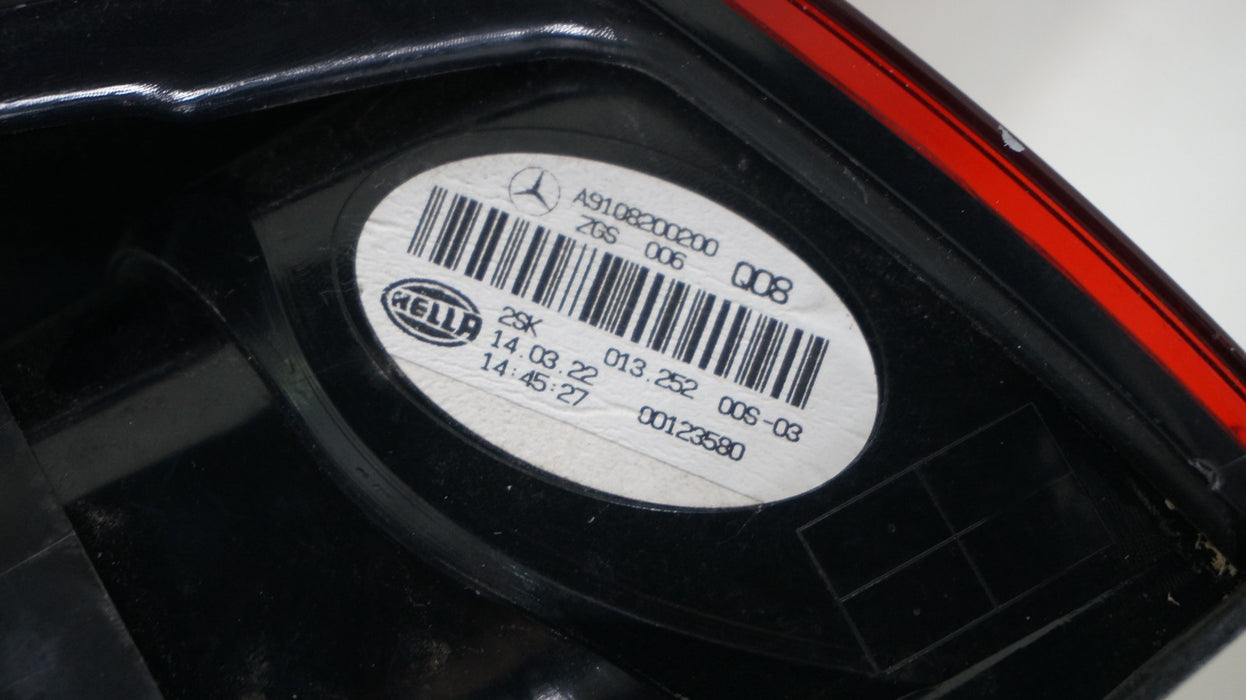 A9108200200
ZGS 006 Q08
HELLA
2SK 013.252 00S-03
14.03.22
14:45:27 00123580